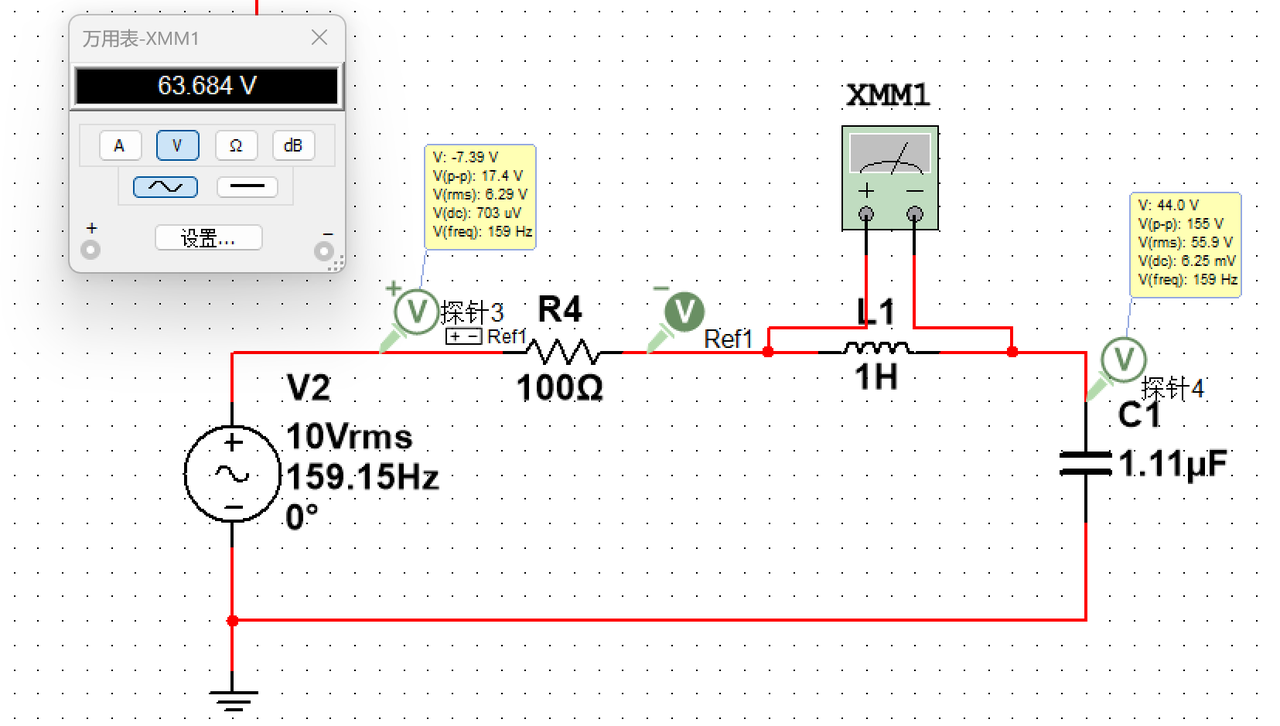 万用表-XMM1
63.684 V
A
V
Ω
dB
+
设置...
−
V: -7.39 V
V(p-p): 17.4 V
V(rms): 6.29 V
V(dc): 703 uV
V(freq): 159 Hz
XMM1
+ −
V: 44.0 V
V(p-p): 155 V
V(rms): 55.9 V
V(dc): 6.25 mV
V(freq): 159 Hz
+
V
探针3
+ − Ref1
R4
100Ω
−
V
Ref1
L1
1H
V
探针4
C1
1.11µF
V2
10Vrms
159.15Hz
0°
+
−